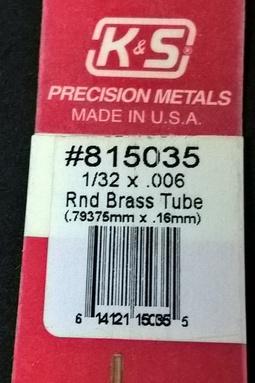 K&S
PRECISION METALS
MADE IN U.S.A.
#815035
1/32 x .006
Rnd Brass Tube
(.79375mm x .16mm)
6 14121 15035 5